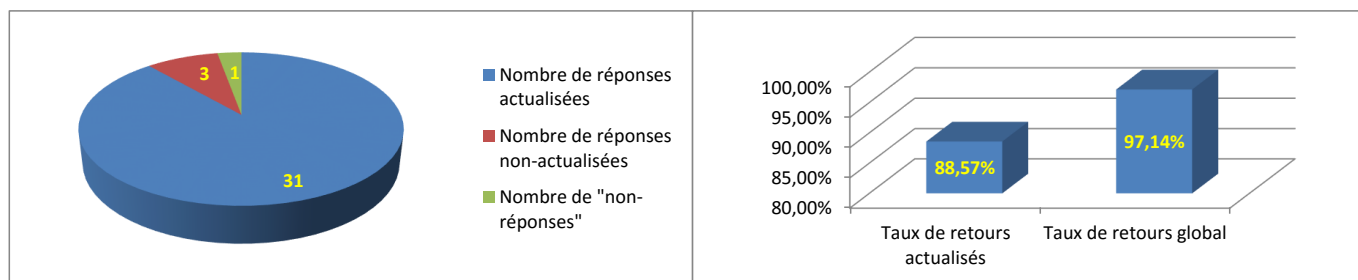 3
1
31
Nombre de réponses
actualisées
Nombre de réponses
non-actualisées
Nombre de "non-
réponses"
100,00%
95,00%
90,00%
85,00%
80,00%
88,57%
97,14%
Taux de retours
actualisés
Taux de retours global